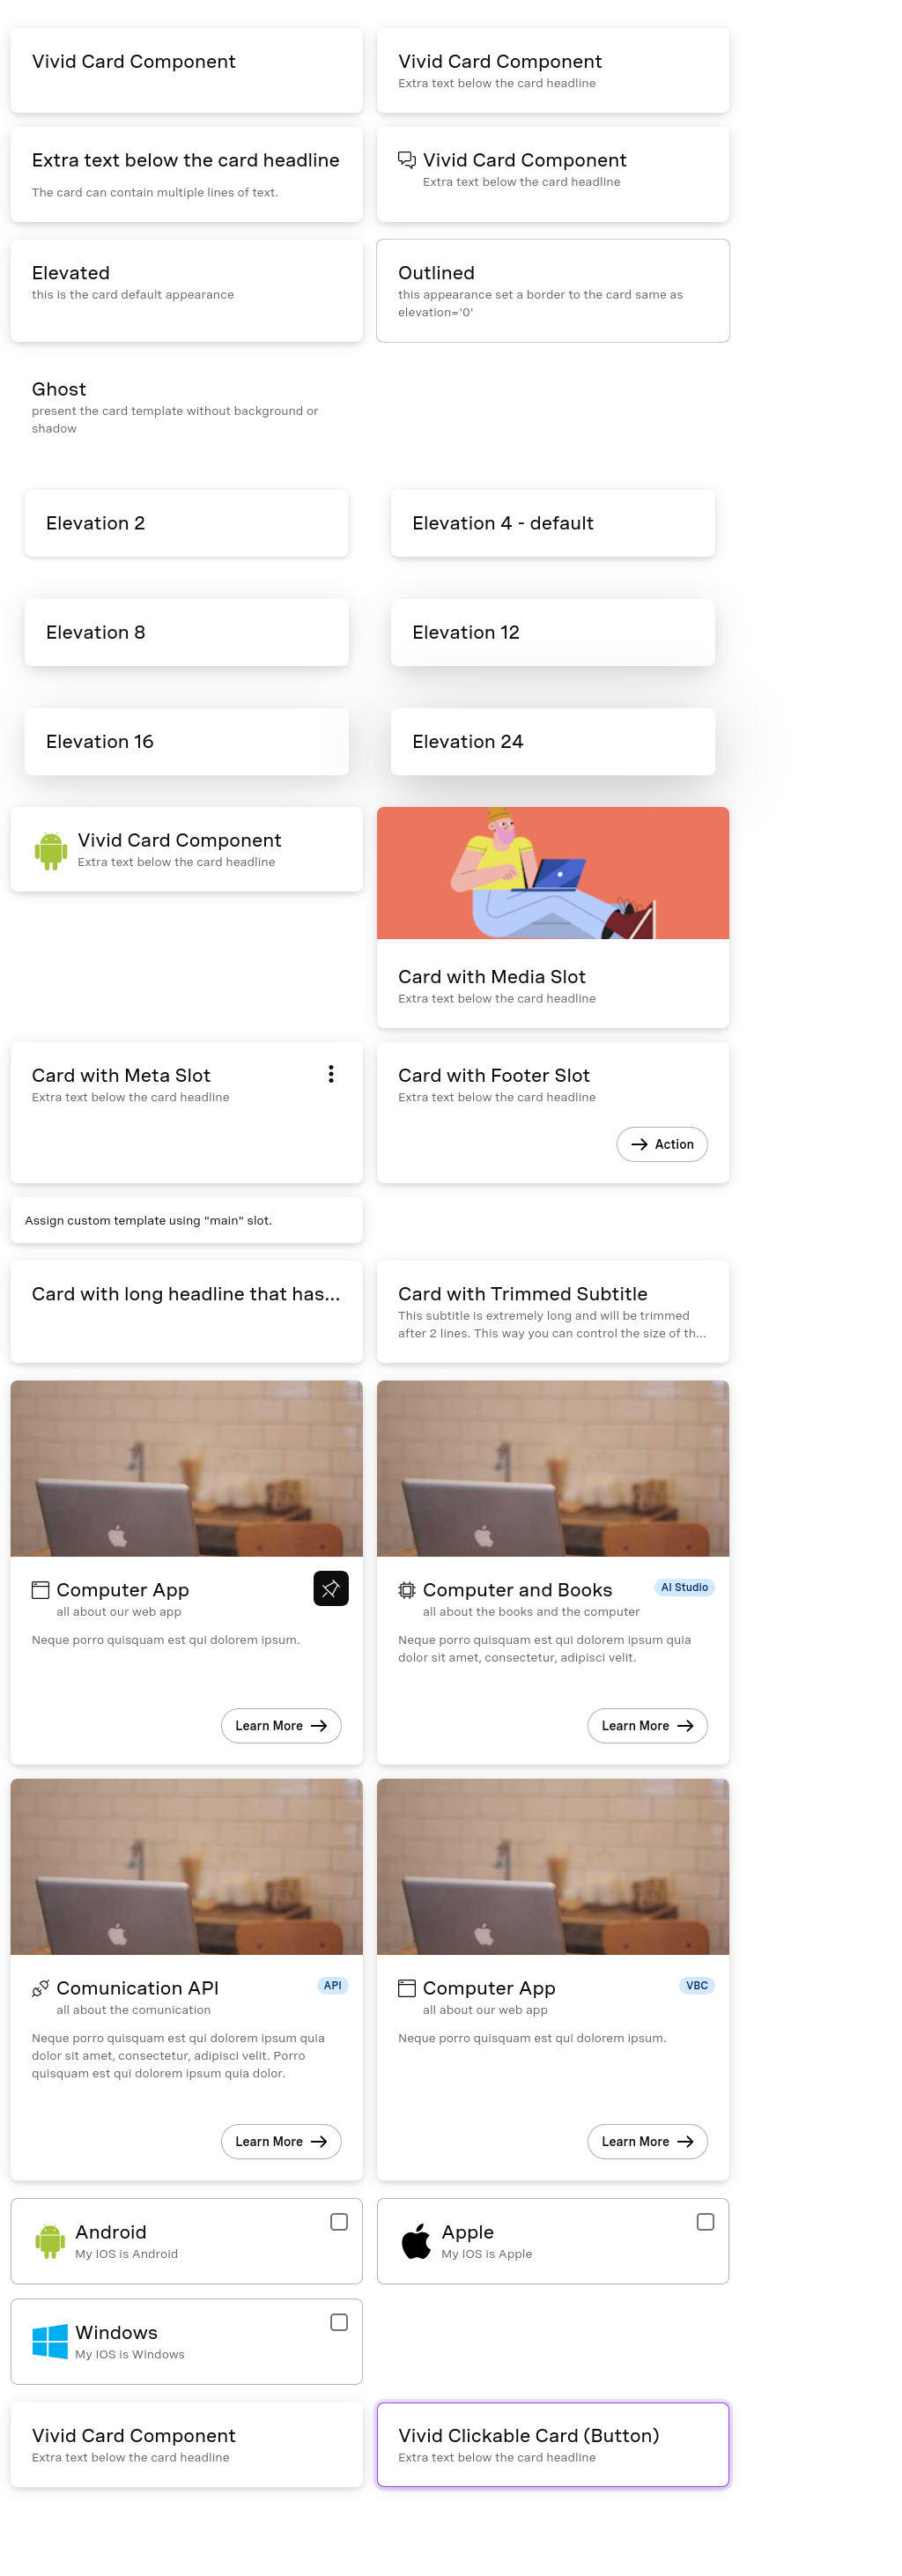 Vivid Card Component
Vivid Card Component
Extra text below the card headline
Extra text below the card headline
The card can contain multiple lines of text.
Vivid Card Component
Extra text below the card headline
Elevated
this is the card default appearance
Outlined
this appearance set a border to the card same as
elevation='0'
Ghost
present the card template without background or
shadow
Elevation 2
Elevation 4 - default
Elevation 8
Elevation 12
Elevation 16
Elevation 24
Vivid Card Component
Extra text below the card headline
Card with Media Slot
Extra text below the card headline
Card with Meta Slot
Extra text below the card headline
Card with Footer Slot
Extra text below the card headline
Action
Assign custom template using "main" slot.
Card with long headline that has...
Card with Trimmed Subtitle
This subtitle is extremely long and will be trimmed
after 2 lines. This way you can control the size of th...
Computer App
all about our web app
Neque porro quisquam est qui dolorem ipsum.
Learn More
Computer and Books
AI Studio
all about the books and the computer
Neque porro quisquam est qui dolorem ipsum quia
dolor sit amet, consectetur, adipisci velit.
Learn More
Comunication API
API
all about the comunication
Neque porro quisquam est qui dolorem ipsum quia
dolor sit amet, consectetur, adipisci velit. Porro
quisquam est qui dolorem ipsum quia dolor.
Learn More
Computer App
VBC
all about our web app
Neque porro quisquam est qui dolorem ipsum.
Learn More
Android
My IOS is Android
Apple
My IOS is Apple
Windows
My IOS is Windows
Vivid Card Component
Extra text below the card headline
Vivid Clickable Card (Button)
Extra text below the card headline